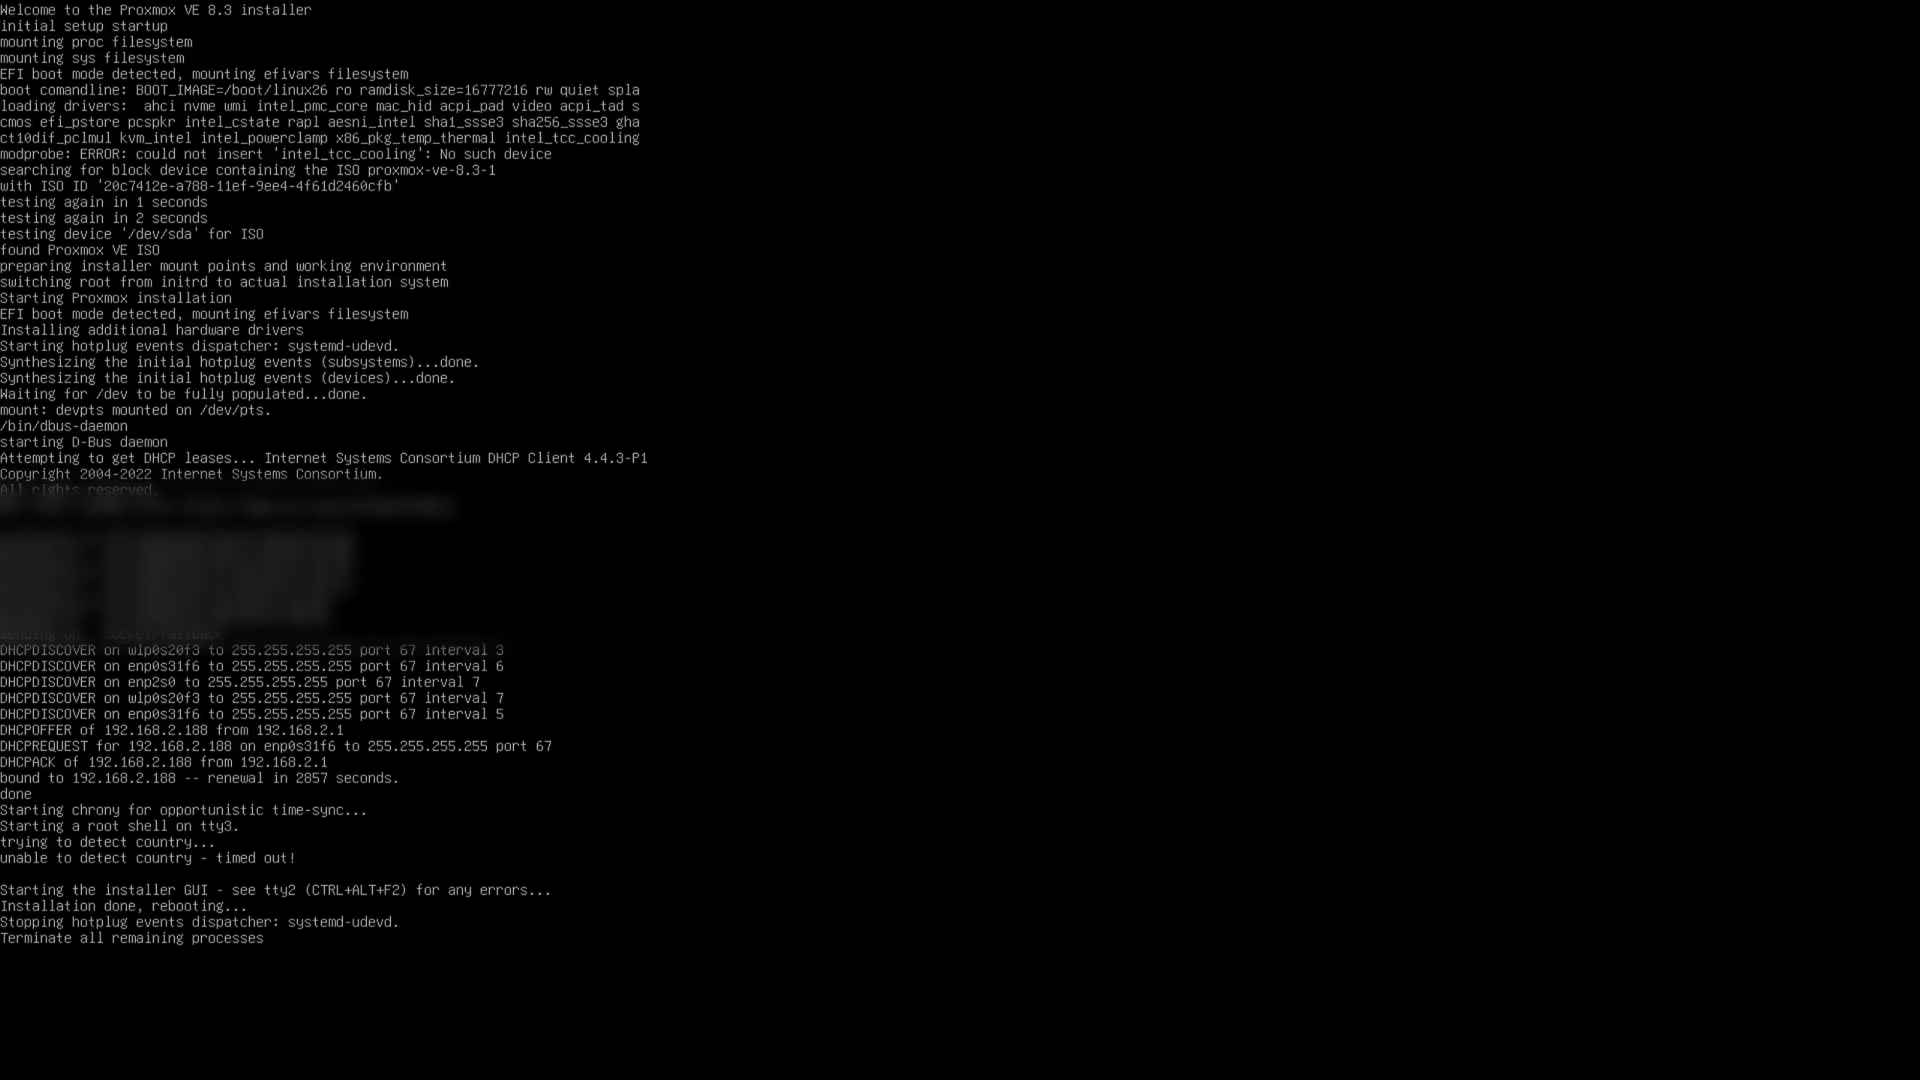 Welcome to the Proxmox VE 8.3 installer
initial setup startup
mounting proc filesystem
mounting sys filesystem
EFI boot mode detected, mounting efivars filesystem
boot comandline: BOOT_IMAGE=/boot/linux26 ro ramdisk_size=16777216 rw quiet spla
loading drivers:  ahci nvme wmi intel_pmc_core mac_hid acpi_pad video acpi_tad s
cmos efi_pstore pcspkr intel_cstate rapl aesni_intel sha1_ssse3 sha256_ssse3 gha
ct10dif_pclmul kvm_intel intel_powerclamp x86_pkg_temp_thermal intel_tcc_cooling
modprobe: ERROR: could not insert 'intel_tcc_cooling': No such device
searching for block device containing the ISO proxmox-ve-8.3-1
with ISO ID '20c7412e-a788-11ef-9ee4-4f61d2460cfb'
testing again in 1 seconds
testing again in 2 seconds
testing device '/dev/sda' for ISO
found Proxmox VE ISO
preparing installer mount points and working environment
switching root from initrd to actual installation system
Starting Proxmox installation
EFI boot mode detected, mounting efivars filesystem
Installing additional hardware drivers
Starting hotplug events dispatcher: systemd-udevd.
Synthesizing the initial hotplug events (subsystems)...done.
Synthesizing the initial hotplug events (devices)...done.
Waiting for /dev to be fully populated...done.
mount: devpts mounted on /dev/pts.
/bin/dbus-daemon
starting D-Bus daemon
Attempting to get DHCP leases... Internet Systems Consortium DHCP Client 4.4.3-P1
Copyright 2004-2022 Internet Systems Consortium.
All rights reserved.
Sending on   Socket/fallback
DHCPDISCOVER on wlp0s20f3 to 255.255.255.255 port 67 interval 3
DHCPDISCOVER on enp0s31f6 to 255.255.255.255 port 67 interval 6
DHCPDISCOVER on enp2s0 to 255.255.255.255 port 67 interval 7
DHCPDISCOVER on wlp0s20f3 to 255.255.255.255 port 67 interval 7
DHCPDISCOVER on enp0s31f6 to 255.255.255.255 port 67 interval 5
DHCPOFFER of 192.168.2.188 from 192.168.2.1
DHCPREQUEST for 192.168.2.188 on enp0s31f6 to 255.255.255.255 port 67
DHCPACK of 192.168.2.188 from 192.168.2.1
bound to 192.168.2.188 -- renewal in 2857 seconds.
done
Starting chrony for opportunistic time-sync...
Starting a root shell on tty3.
trying to detect country...
unable to detect country - timed out!
Starting the installer GUI - see tty2 (CTRL+ALT+F2) for any errors...
Installation done, rebooting...
Stopping hotplug events dispatcher: systemd-udevd.
Terminate all remaining processes